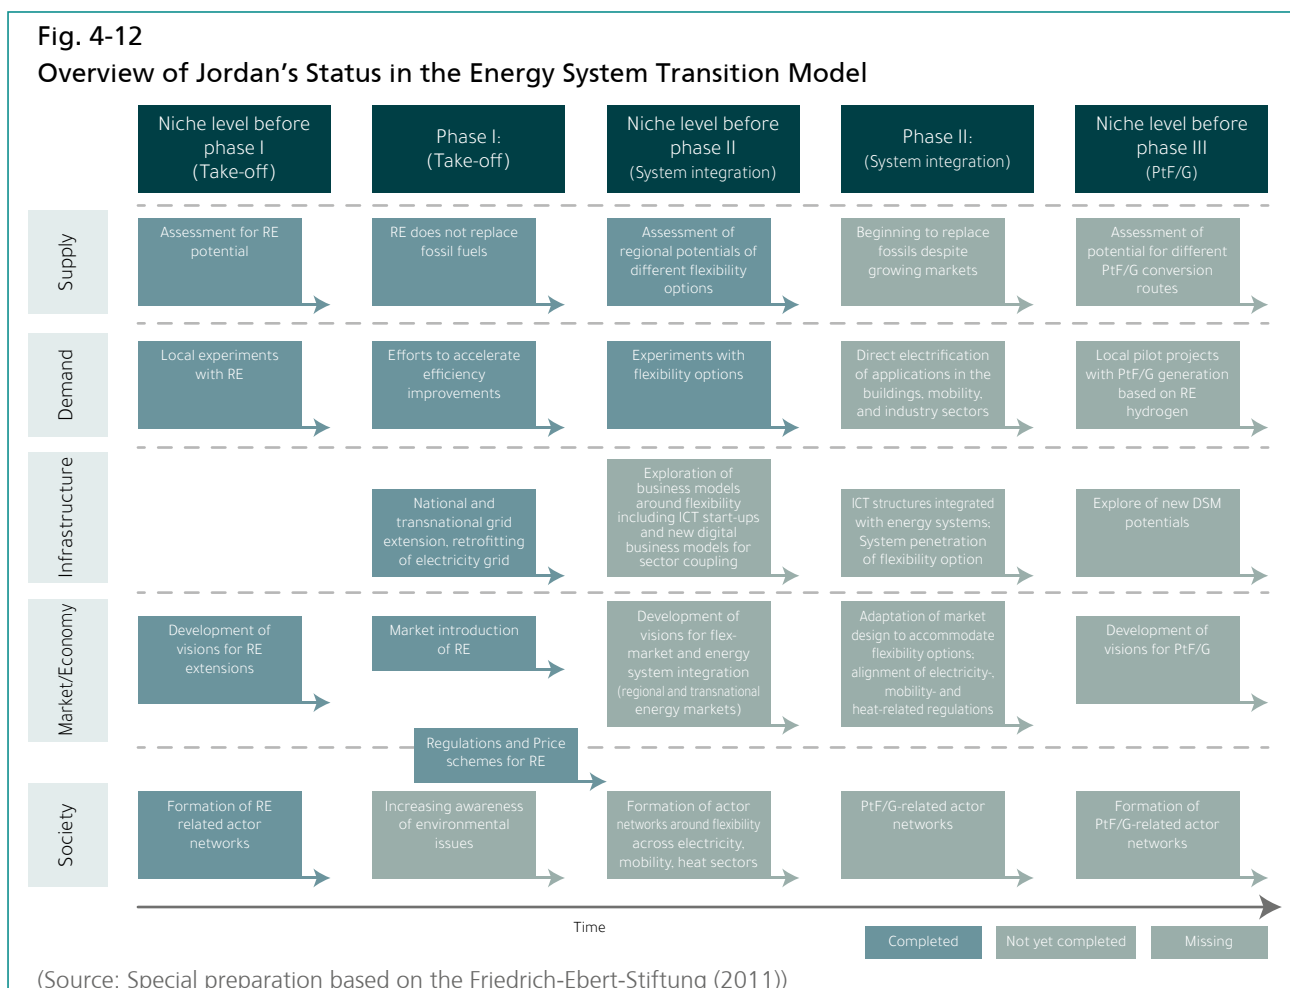 Fig. 4-12
Overview of Jordan's Status in the Energy System Transition Model
Niche level before
phase I
(Take-off)
Phase I:
(Take-off)
Niche level before
phase II
(System integration)
Phase II:
(System integration)
Niche level before
phase III
(PtF/G)
Supply
Assessment for RE
potential
RE does not replace
fossil fuels
Assessment of
regional potentials of
different flexibility
options
Beginning to replace
fossils despite
growing markets
Assessment of
potential for different
PtF/G conversion
routes
Demand
Local experiments
with RE
Efforts to accelerate
efficiency
improvements
Experiments with
flexibility options
Direct electrification
of applications in the
buildings, mobility,
and industry sectors
Local pilot projects
with PtF/G generation
based on RE
hydrogen
Infrastructure
National and
transnational grid
extension, retrofitting
of electricity grid
Exploration of
business models
around flexibility
including ICT start-ups
and new digital
business models for
sector coupling
ICT structures integrated
with energy systems;
System penetration
of flexibility option
Explore of new DSM
potentials
Market/Economy
Development of
visions for RE
extensions
Market introduction
of RE
Development of
visions for flex-
market and energy
system integration
(regional and transnational
energy markets)
Adaptation of market
design to accommodate
flexibility options;
alignment of electricity-,
mobility- and
heat-related regulations
Development of
visions for PtF/G
Regulations and Price
schemes for RE
Society
Formation of RE
related actor
networks
Increasing awareness
of environmental
issues
Formation of actor
networks around flexibility
across electricity,
mobility, heat sectors
PtF/G-related actor
networks
Formation of
PtF/G-related actor
networks
Time
Completed
Not yet completed
Missing
(Source: Special preparation based on the Friedrich-Ebert-Stiftung (2011))